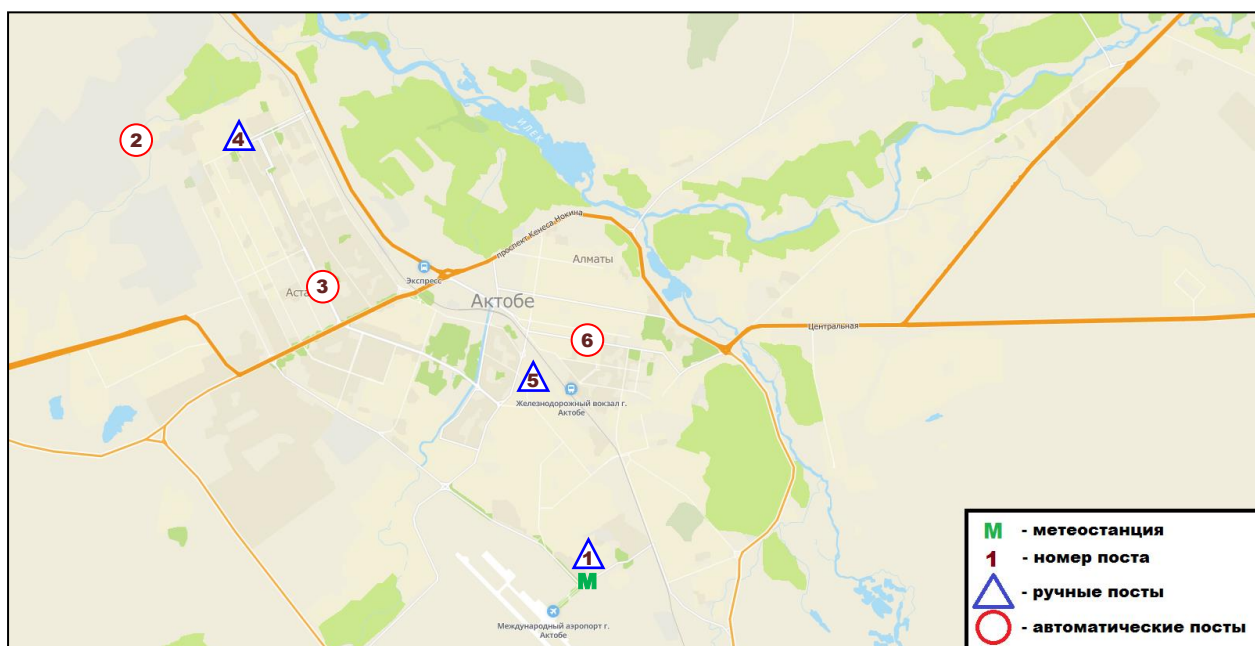 2
4
ИЛЕК
проспект Кенеса Нокина
Алматы
Экспресс
3
Аста
Актобе
Центральная
6
5
Железнодорожный вокзал г.
Актобе
1
М
Международный аэропорт г.
Актобе
М - метеостанция
1 - номер поста
- ручные посты
- автоматические посты